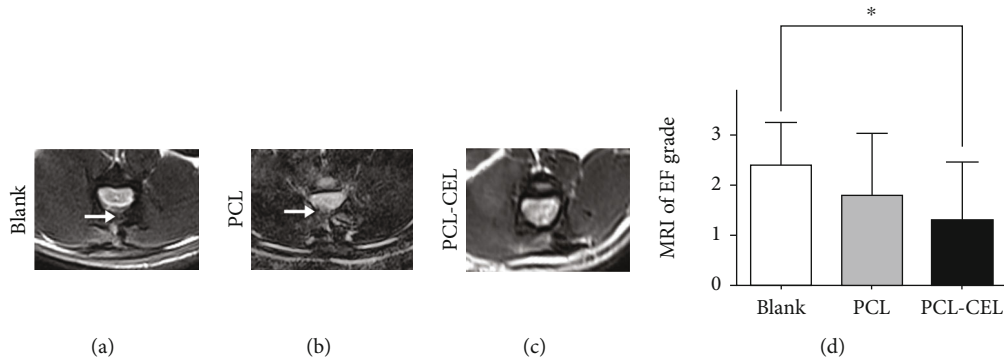 Blank
PCL
PCL-CEL
MRI of EF grade
3
2
1
0
*
Blank
PCL
PCL-CEL
(a)
(b)
(c)
(d)